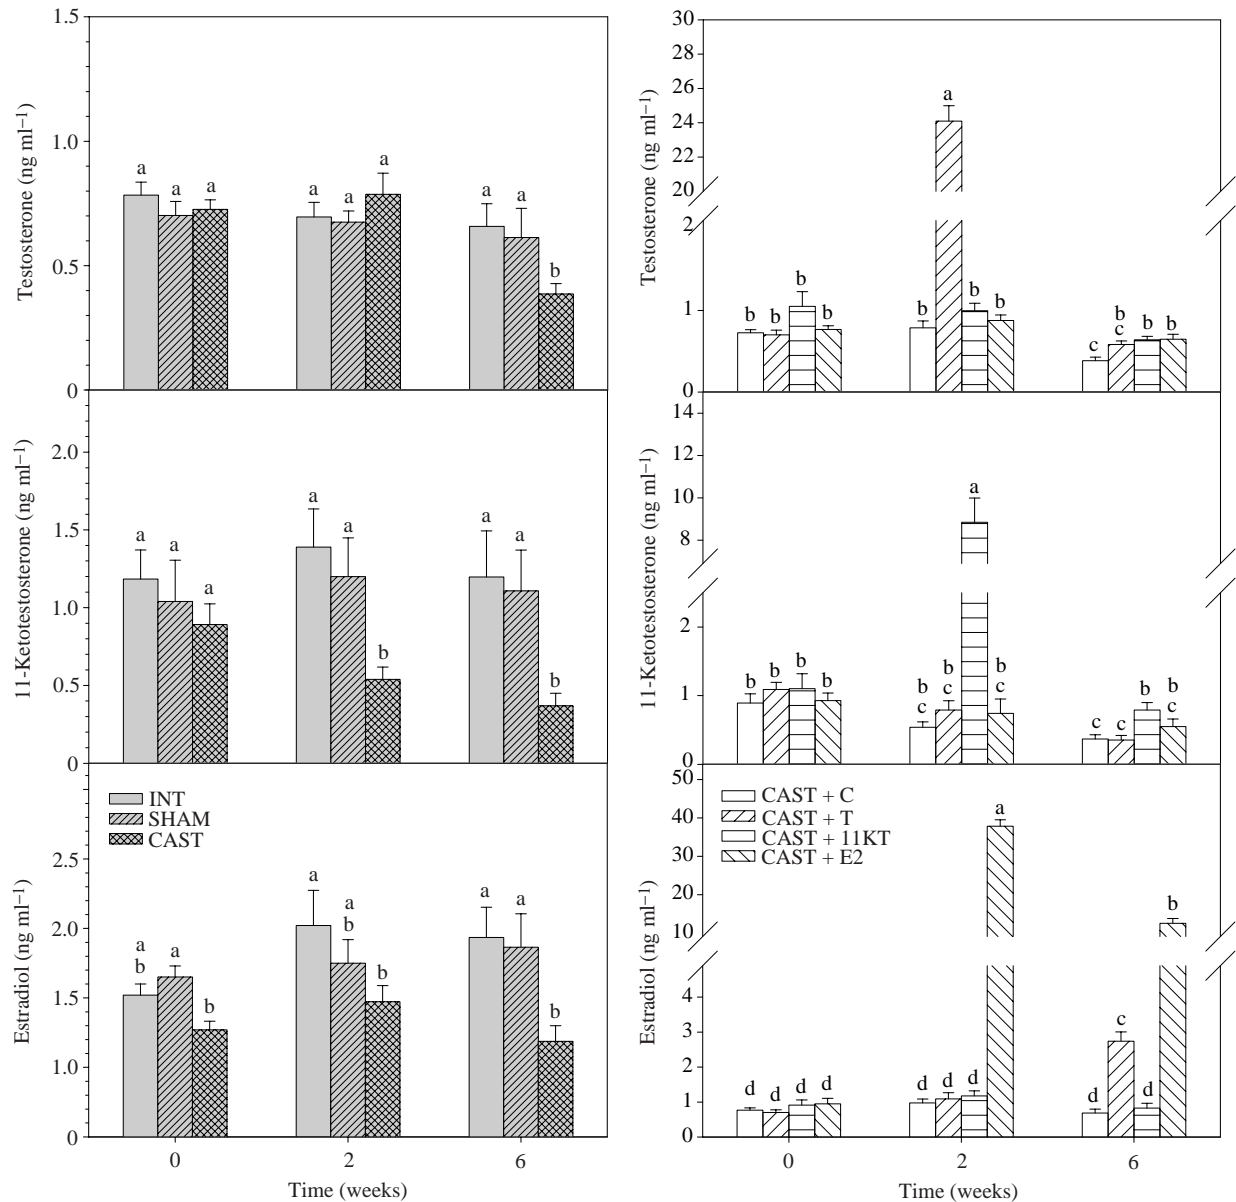 1.5
1.0
0.5
0
Testosterone (ng ml⁻¹)
a
a
a
a
a
a
a
a
b
2.0
1.5
1.0
0.5
0
11-Ketotestosterone (ng ml⁻¹)
a
a
a
a
a
b
a
a
b
INT
SHAM
CAST
2.5
2.0
1.5
1.0
0
Estradiol (ng ml⁻¹)
a
b
a
b
a
a
b
b
a
a
b
0
2
6
Time (weeks)
30
28
26
24
22
20
2
1
0
Testosterone (ng ml⁻¹)
b
b
b
b
b
a
b
b
c
b
c
b
b
14
12
10
8
2
1
0
11-Ketotestosterone (ng ml⁻¹)
b
b
b
b
b
c
b
c
a
b
c
c
c
b
b
c
CAST + C
CAST + T
CAST + 11KT
CAST + E2
50
40
30
20
10
4
3
2
1
0
Estradiol (ng ml⁻¹)
d
d
d
d
d
d
d
a
d
c
d
b
0
2
6
Time (weeks)